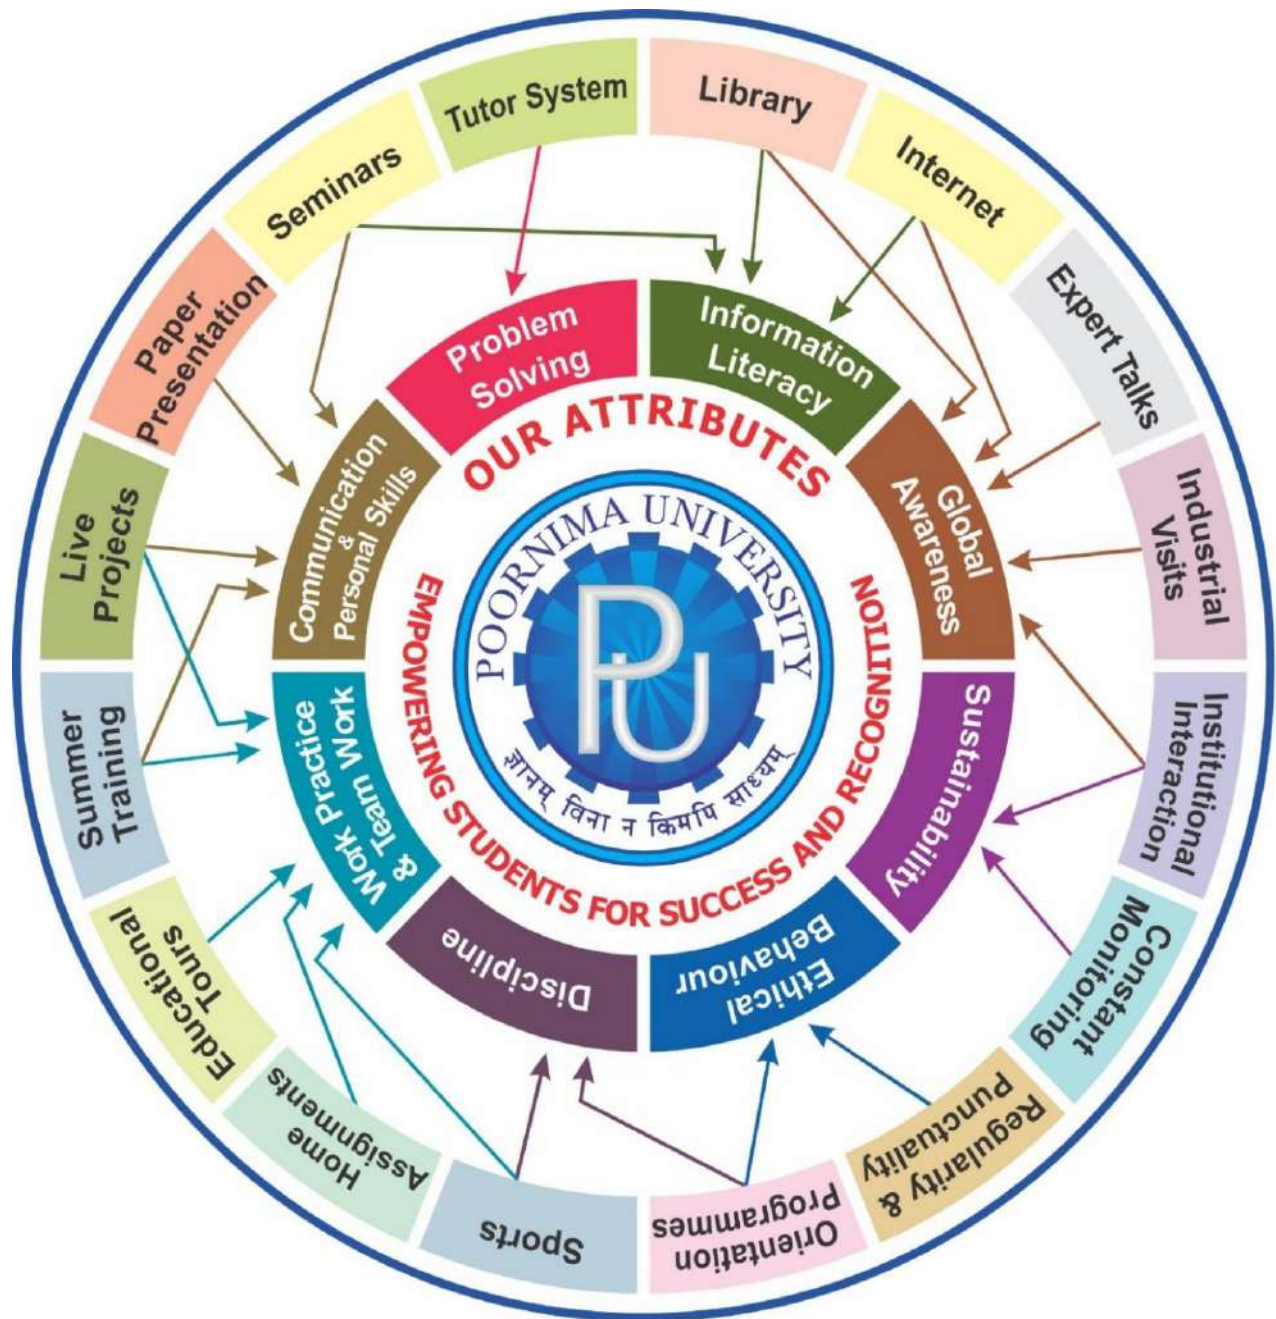 Tutor System
Library
Internet
Expert Talks
Industrial
Visits
Institutional
Interaction
Constant
Monitoring
Regularity &
Punctuality
Orientation
Programmes
Sports
Home
Assignments
Educational
Tours
Summer
Training
Live
Projects
Paper
Presentation
Seminars
Problem
Solving
Information
Literacy
Global
Awareness
Sustainability
Ethical
Behaviour
Discipline
Work Practice
& Team Work
Communication
&
Personal Skills
OUR ATTRIBUTES
EMPOWERING STUDENTS FOR SUCCESS AND RECOGNITION
POORNIMA UNIVERSITY
PU
ज्ञानम् विना न किमपि साध्यम्